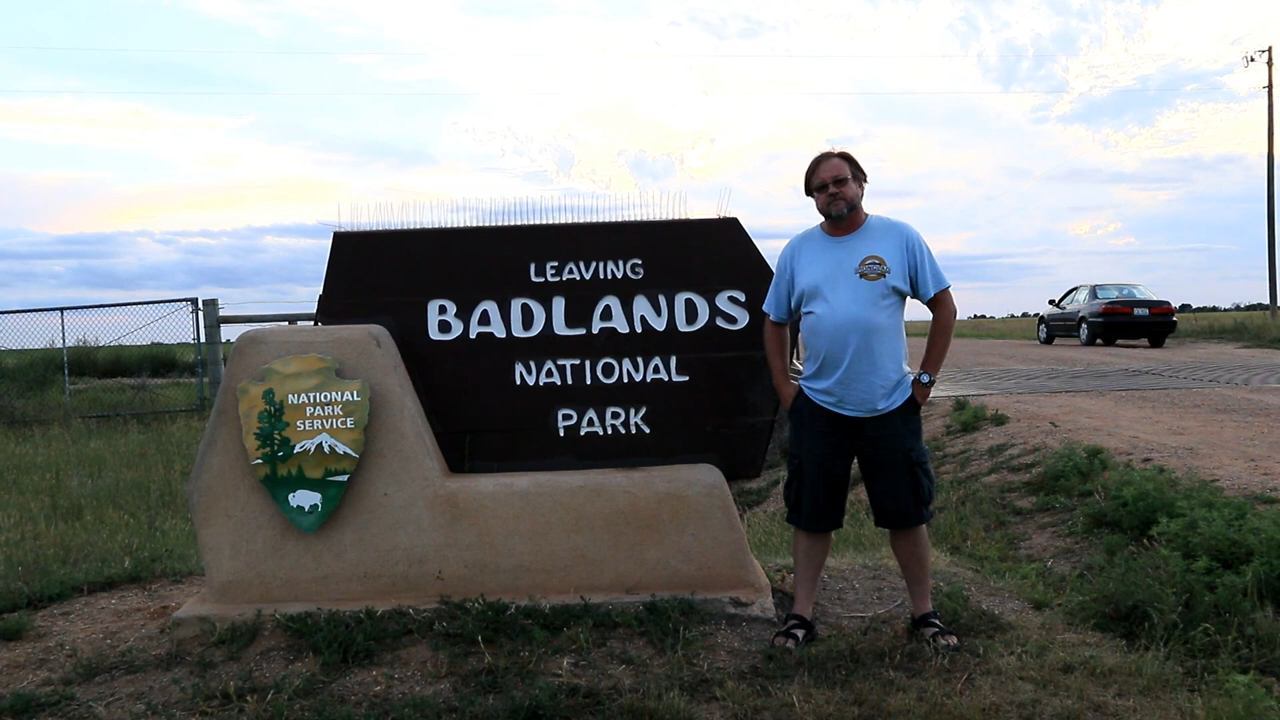 LEAVING
BADLANDS
NATIONAL
PARK
NATIONAL
PARK
SERVICE